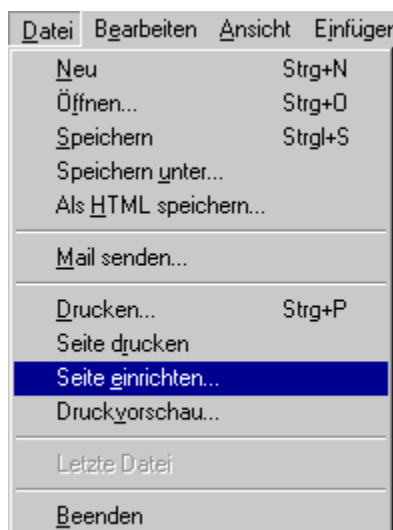 Datei Bearbeiten Ansicht Einfügen
Neu Strg+N
Öffnen... Strg+O
Speichern Strgl+S
Speichern unter...
Als HTML speichern...
Mail senden...
Drucken... Strg+P
Seite drucken
Seite einrichten...
Druckvorschau...
Letzte Datei
Beenden